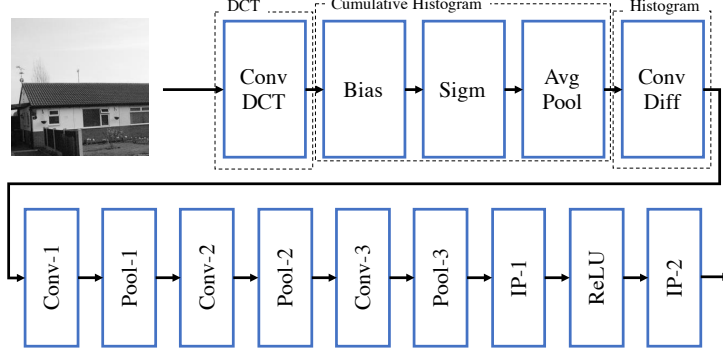 DCT
Cumulative Histogram
Histogram
Conv
DCT
Bias
Sigm
Avg
Pool
Conv
Diff
Conv-1
Pool-1
Conv-2
Pool-2
Conv-3
Pool-3
IP-1
ReLU
IP-2